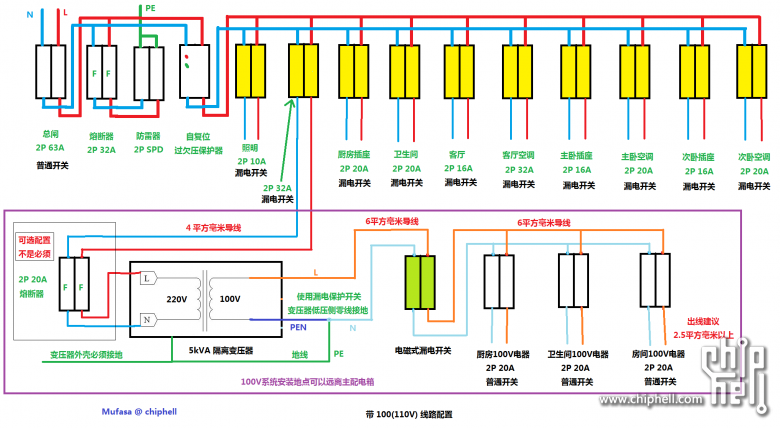 N
L
PE
F
F
总闸
2P 63A
普通开关
熔断器
2P 32A
防雷器
2P SPD
自复位
过欠压保护器
照明
2P 10A
漏电开关
2P 32A
漏电开关
厨房插座
2P 20A
漏电开关
卫生间
2P 20A
漏电开关
客厅
2P 16A
漏电开关
客厅空调
2P 32A
漏电开关
主卧插座
2P 16A
漏电开关
主卧空调
2P 20A
漏电开关
次卧插座
2P 16A
漏电开关
次卧空调
2P 20A
漏电开关
可选配置
不是必须
2P 20A
熔断器
F
F
4 平方毫米导线
6平方毫米导线
6平方毫米导线
L
N
220V
100V
L
使用漏电保护开关
变压器低压侧零线接地
PEN
N
5kVA 隔离变压器
地线
PE
变压器外壳必须接地
电磁式漏电开关
厨房100V电器
2P 20A
普通开关
卫生间100V电器
2P 20A
普通开关
房间100V电器
2P 20A
普通开关
出线建议
2.5平方毫米以上
100V系统安装地点可以远离主配电箱
Mufasa @ chiphell
带 100(110V) 线路配置
chip hell
www.chiphell.com